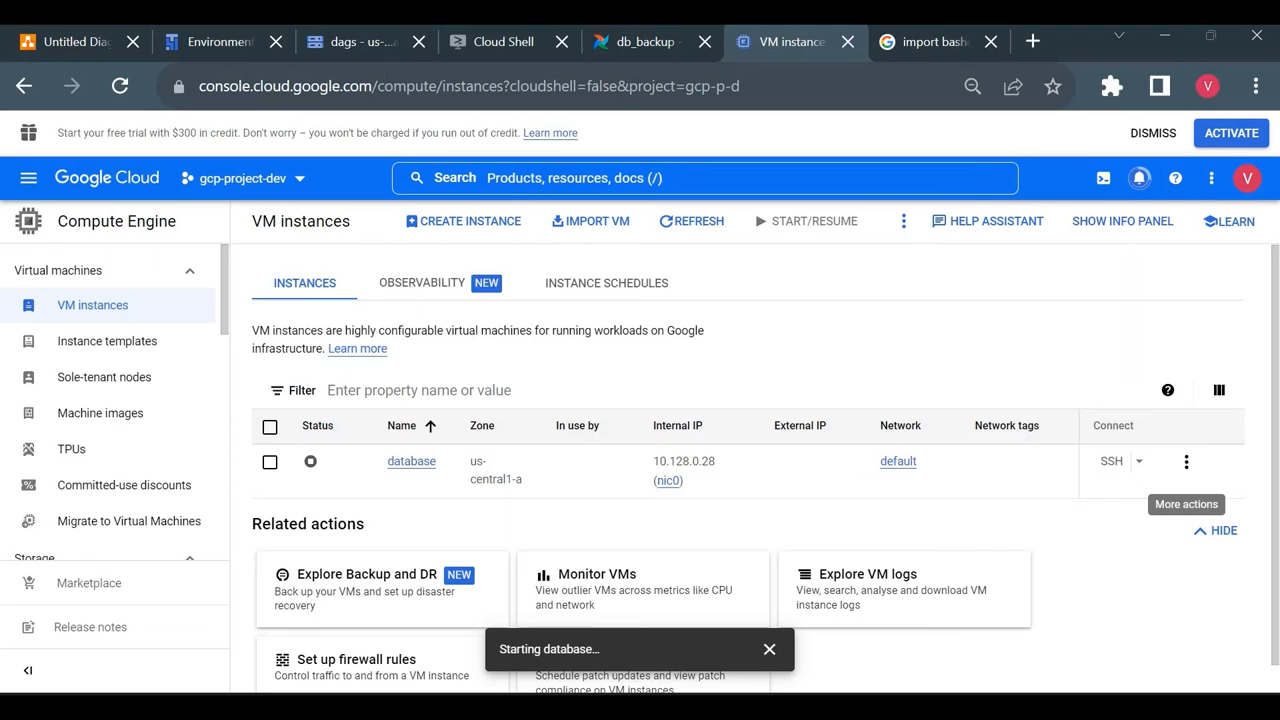 Untitled Dia
Environmen
dags - us-...
Cloud Shell
db_backup -
VM instance
import bash
console.cloud.google.com/compute/instances?cloudshell=false&project=gcp-p-d
V
Start your free trial with $300 in credit. Don't worry – you won't be charged if you run out of credit. Learn more
DISMISS
ACTIVATE
Google Cloud
gcp-project-dev
Search Products, resources, docs (/)
V
Compute Engine
VM instances
CREATE INSTANCE
IMPORT VM
REFRESH
START/RESUME
HELP ASSISTANT
SHOW INFO PANEL
LEARN
Virtual machines
VM instances
Instance templates
Sole-tenant nodes
Machine images
TPUs
Committed-use discounts
Migrate to Virtual Machines
Storage
Marketplace
Release notes
INSTANCES
OBSERVABILITY NEW
INSTANCE SCHEDULES
VM instances are highly configurable virtual machines for running workloads on Google
infrastructure. Learn more
Filter Enter property name or value
Status Name Zone In use by Internal IP External IP Network Network tags Connect
database us- 10.128.0.28 default SSH
central1-a (nic0)
More actions
Related actions
HIDE
Explore Backup and DR NEW
Back up your VMs and set up disaster
recovery
Monitor VMs
View outlier VMs across metrics like CPU
and network
Explore VM logs
View, search, analyse and download VM
instance logs
Set up firewall rules
Control traffic to and from a VM instance
Starting database...
Schedule patch updates and view patch
compliance on VM instances